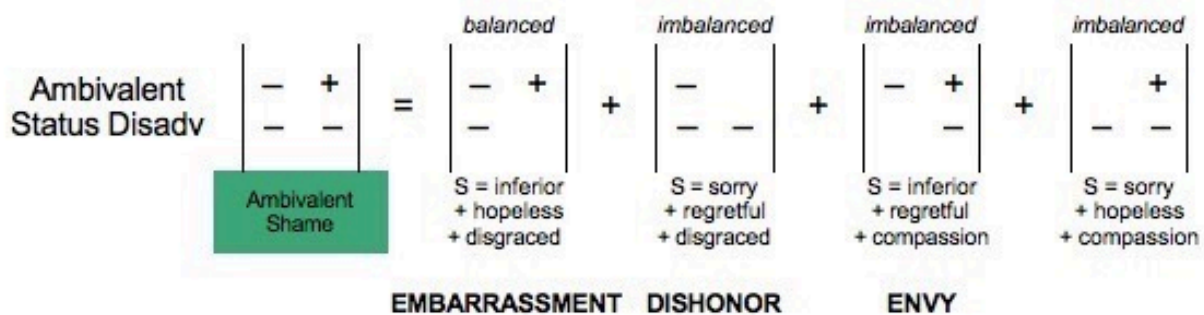 balanced imbalanced imbalanced imbalanced
Ambivalent
Status Disadv
− + = − + + − + − + + +
− − − − − − − −
Ambivalent
Shame
S = inferior
+ hopeless
+ disgraced
S = sorry
+ regretful
+ disgraced
S = inferior
+ regretful
+ compassion
S = sorry
+ hopeless
+ compassion
EMBARRASSMENT DISHONOR ENVY